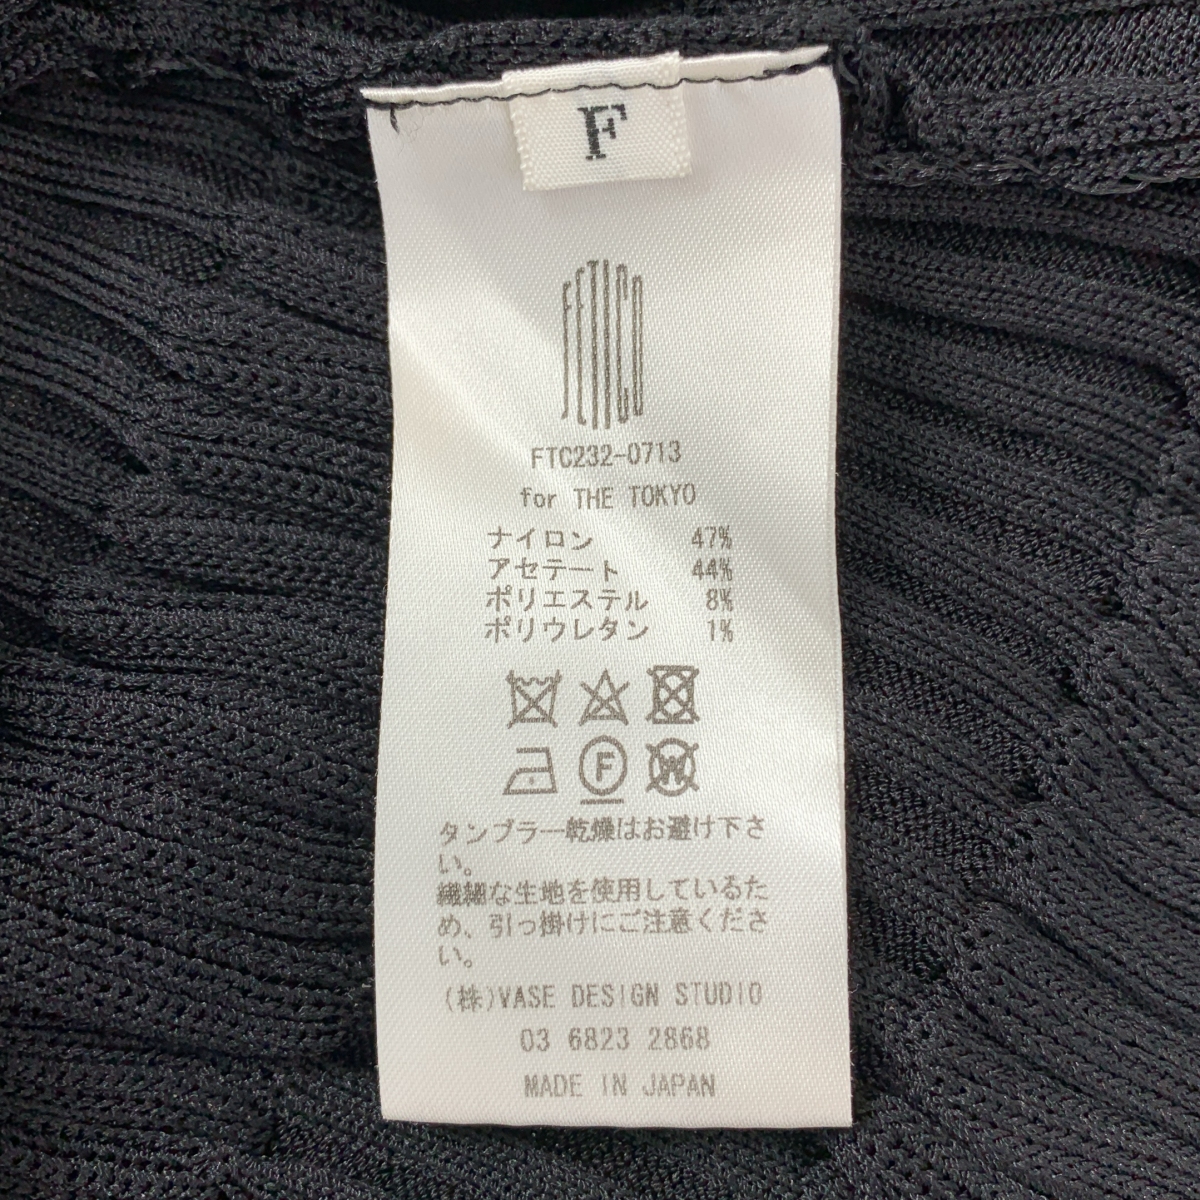 F
FETICO
FTC232-0713
for THE TOKYO
ナイロン 47%
アセテート 44%
ポリエステル 8%
ポリウレタン 1%
F
W
タンブラー乾燥はお避け下さ
い。
繊細な生地を使用しているた
め、引っ掛けにご注意くださ
い。
(株)VASE DESIGN STUDIO
03 6823 2868
MADE IN JAPAN